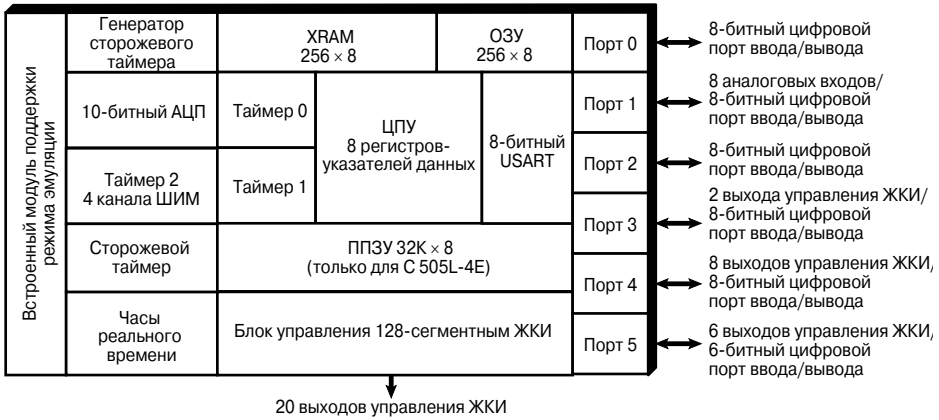 Встроенный модуль поддержки
режима эмуляции
Генератор
сторожевого
таймера
XRAM
256 × 8
ОЗУ
256 × 8
Порт 0
8-битный цифровой
порт ввода/вывода
10-битный АЦП
Таймер 0
ЦПУ
8 регистров-
указателей данных
8-битный
USART
Порт 1
8 аналоговых входов/
8-битный цифровой
порт ввода/вывода
Порт 2
8-битный цифровой
порт ввода/вывода
Таймер 2
4 канала ШИМ
Таймер 1
Порт 3
2 выхода управления ЖКИ/
8-битный цифровой
порт ввода/вывода
Сторожевой
таймер
ППЗУ 32К × 8
(только для C 505L-4E)
Порт 4
8 выходов управления ЖКИ/
8-битный цифровой
порт ввода/вывода
Часы
реального
времени
Блок управления 128-сегментным ЖКИ
Порт 5
6 выходов управления ЖКИ/
6-битный цифровой
порт ввода/вывода
20 выходов управления ЖКИ